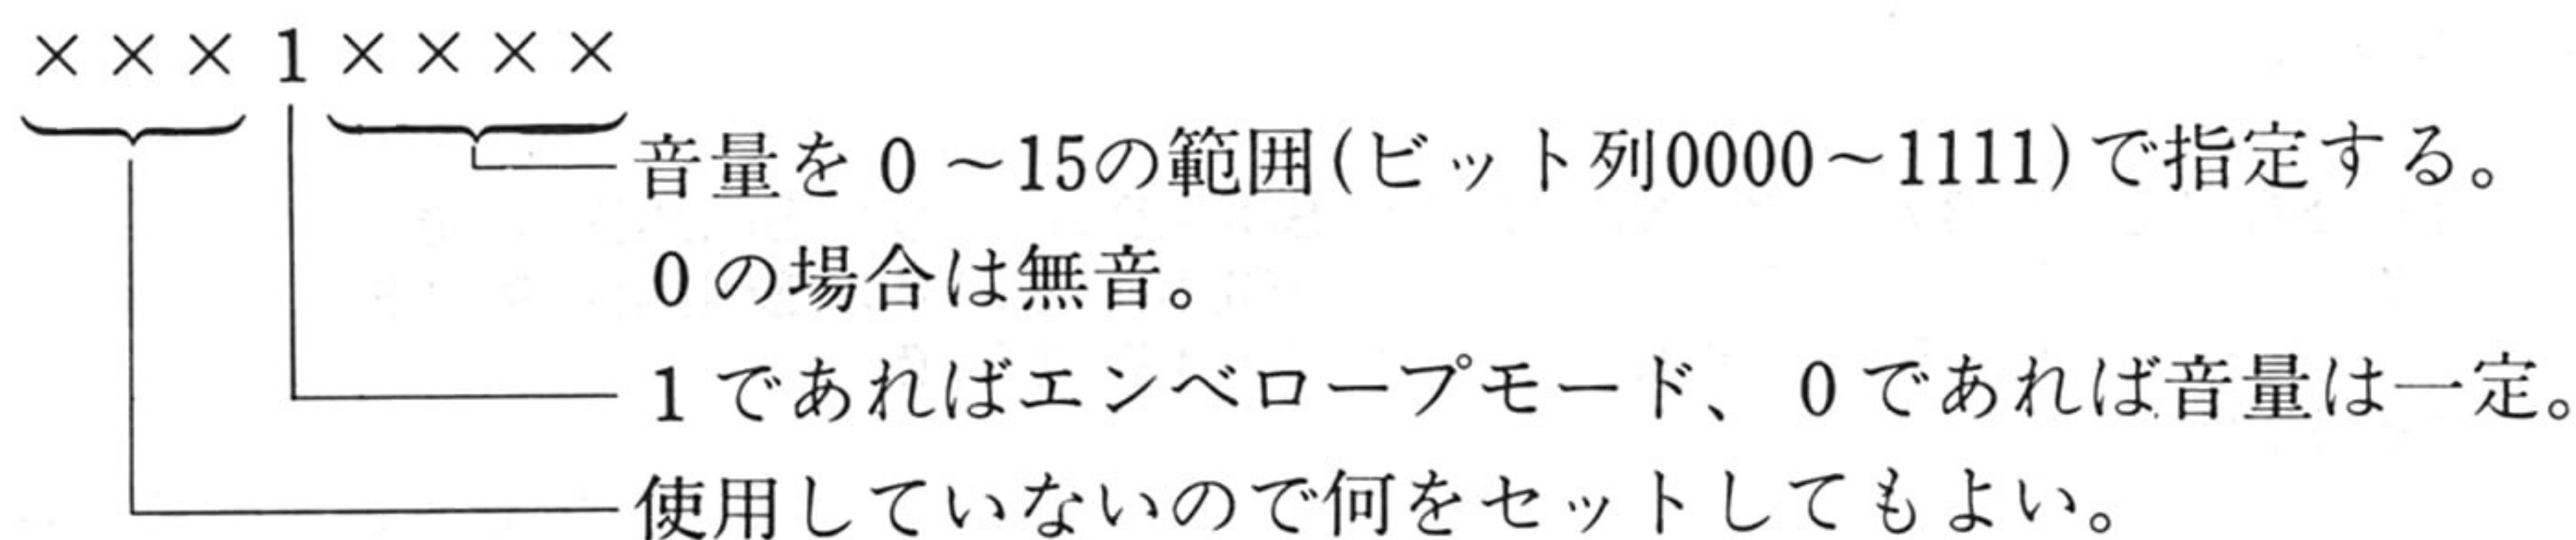 ×××1××××
音量を0～15の範囲(ビット列0000～1111)で指定する。
0の場合は無音。
1であればエンベロープモード、0であれば音量は一定。
使用していないので何をセットしてもよい。